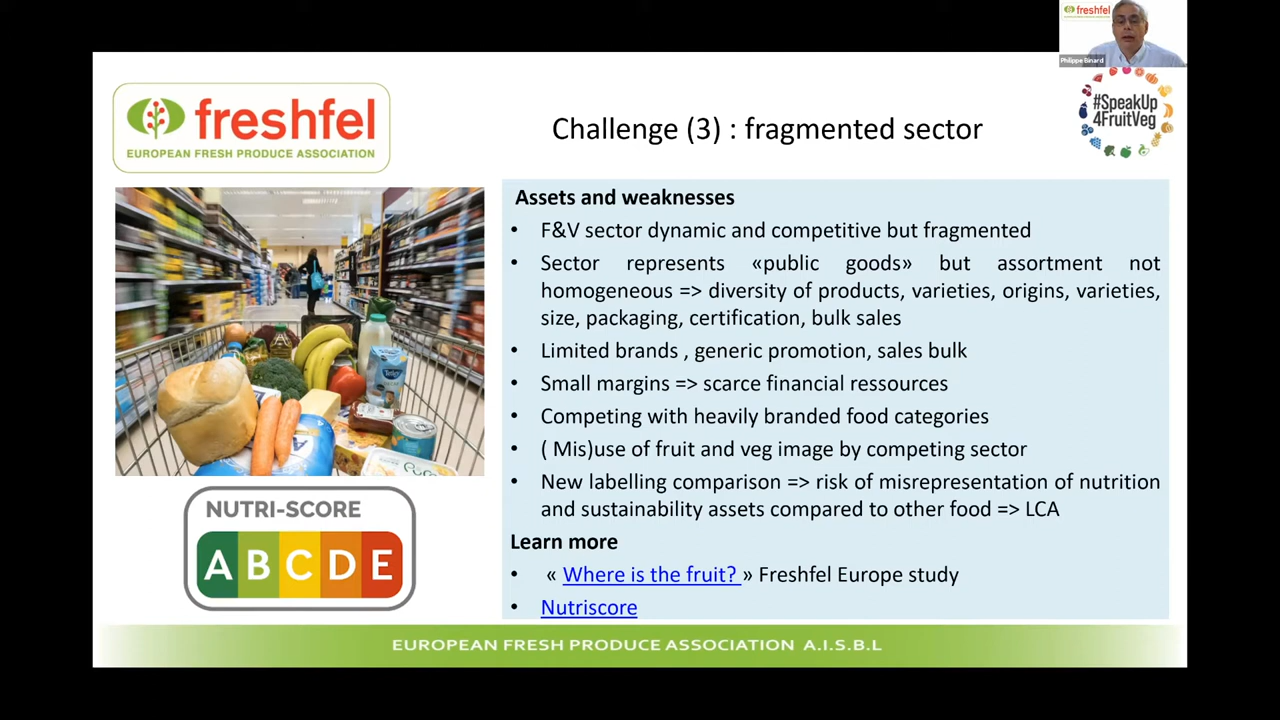 freshfel
Philippe Binard
freshfel
EUROPEAN FRESH PRODUCE ASSOCIATION
Challenge (3) : fragmented sector
#SpeakUp
4FruitVeg
Assets and weaknesses
• F&V sector dynamic and competitive but fragmented
• Sector represents «public goods» but assortment not
homogeneous => diversity of products, varieties, origins, varieties,
size, packaging, certification, bulk sales
• Limited brands , generic promotion, sales bulk
• Small margins => scarce financial ressources
• Competing with heavily branded food categories
• ( Mis)use of fruit and veg image by competing sector
• New labelling comparison => risk of misrepresentation of nutrition
and sustainability assets compared to other food => LCA
Learn more
• « Where is the fruit? » Freshfel Europe study
• Nutriscore
NUTRI-SCORE
A B C D E
EUROPEAN FRESH PRODUCE ASSOCIATION A.I.S.B.L